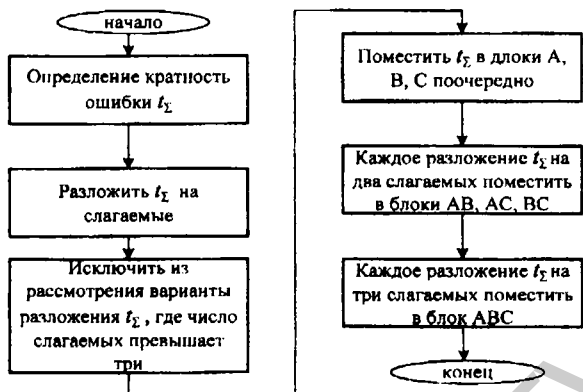 начало
Определение кратность
ошибки t_Σ
Разложить t_Σ на
слагаемые
Исключить из
рассмотрения варианты
разложения t_Σ, где число
слагаемых превышает
три
Поместить t_Σ в длоки А,
В, С поочередно
Каждое разложение t_Σ на
два слагаемых поместить
в блоки АВ, АС, ВС
Каждое разложение t_Σ на
три слагаемых поместить
в блок АВС
конец